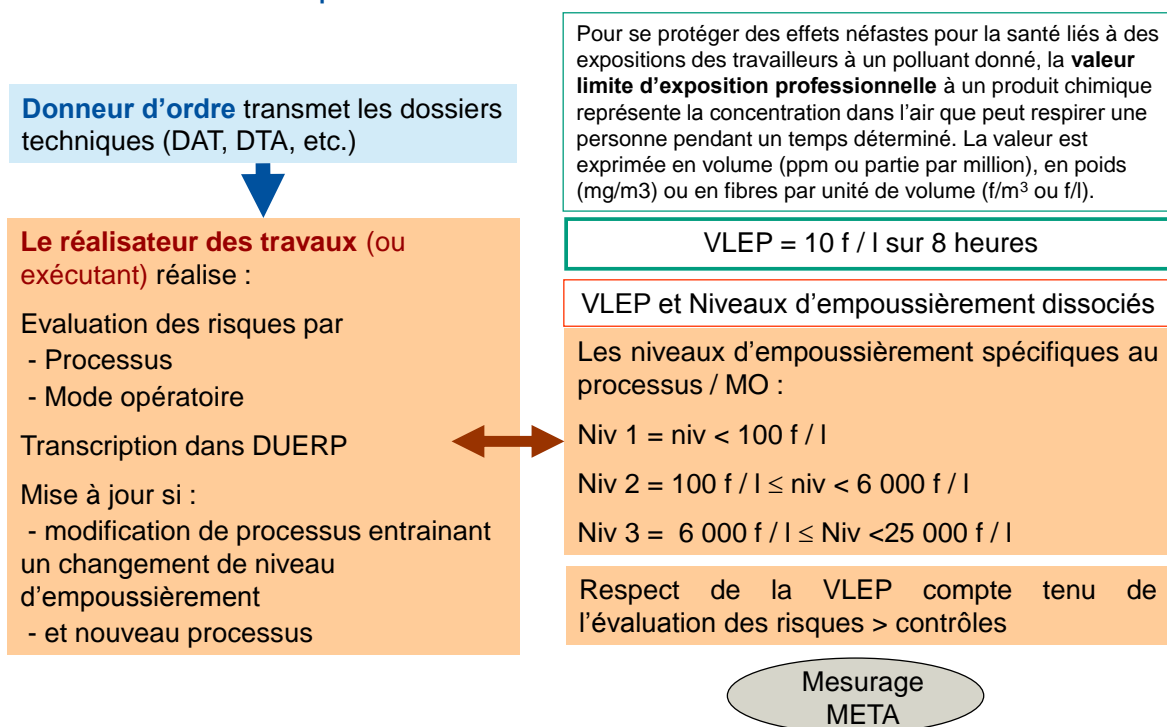 Donneur d’ordre transmet les dossiers
techniques (DAT, DTA, etc.)
Le réalisateur des travaux (ou
exécutant) réalise :
Evaluation des risques par
- Processus
- Mode opératoire
Transcription dans DUERP
Mise à jour si :
- modification de processus entrainant
un changement de niveau
d’empoussièrement
- et nouveau processus
Pour se protéger des effets néfastes pour la santé liés à des
expositions des travailleurs à un polluant donné, la valeur
limite d’exposition professionnelle à un produit chimique
représente la concentration dans l’air que peut respirer une
personne pendant un temps déterminé. La valeur est
exprimée en volume (ppm ou partie par million), en poids
(mg/m3) ou en fibres par unité de volume (f/m³ ou f/l).
VLEP = 10 f / l sur 8 heures
VLEP et Niveaux d’empoussièrement dissociés
Les niveaux d’empoussièrement spécifiques au
processus / MO :
Niv 1 = niv < 100 f / l
Niv 2 = 100 f / l ≤ niv < 6 000 f / l
Niv 3 = 6 000 f / l ≤ Niv <25 000 f / l
Respect de la VLEP compte tenu de
l’évaluation des risques > contrôles
Mesurage
META